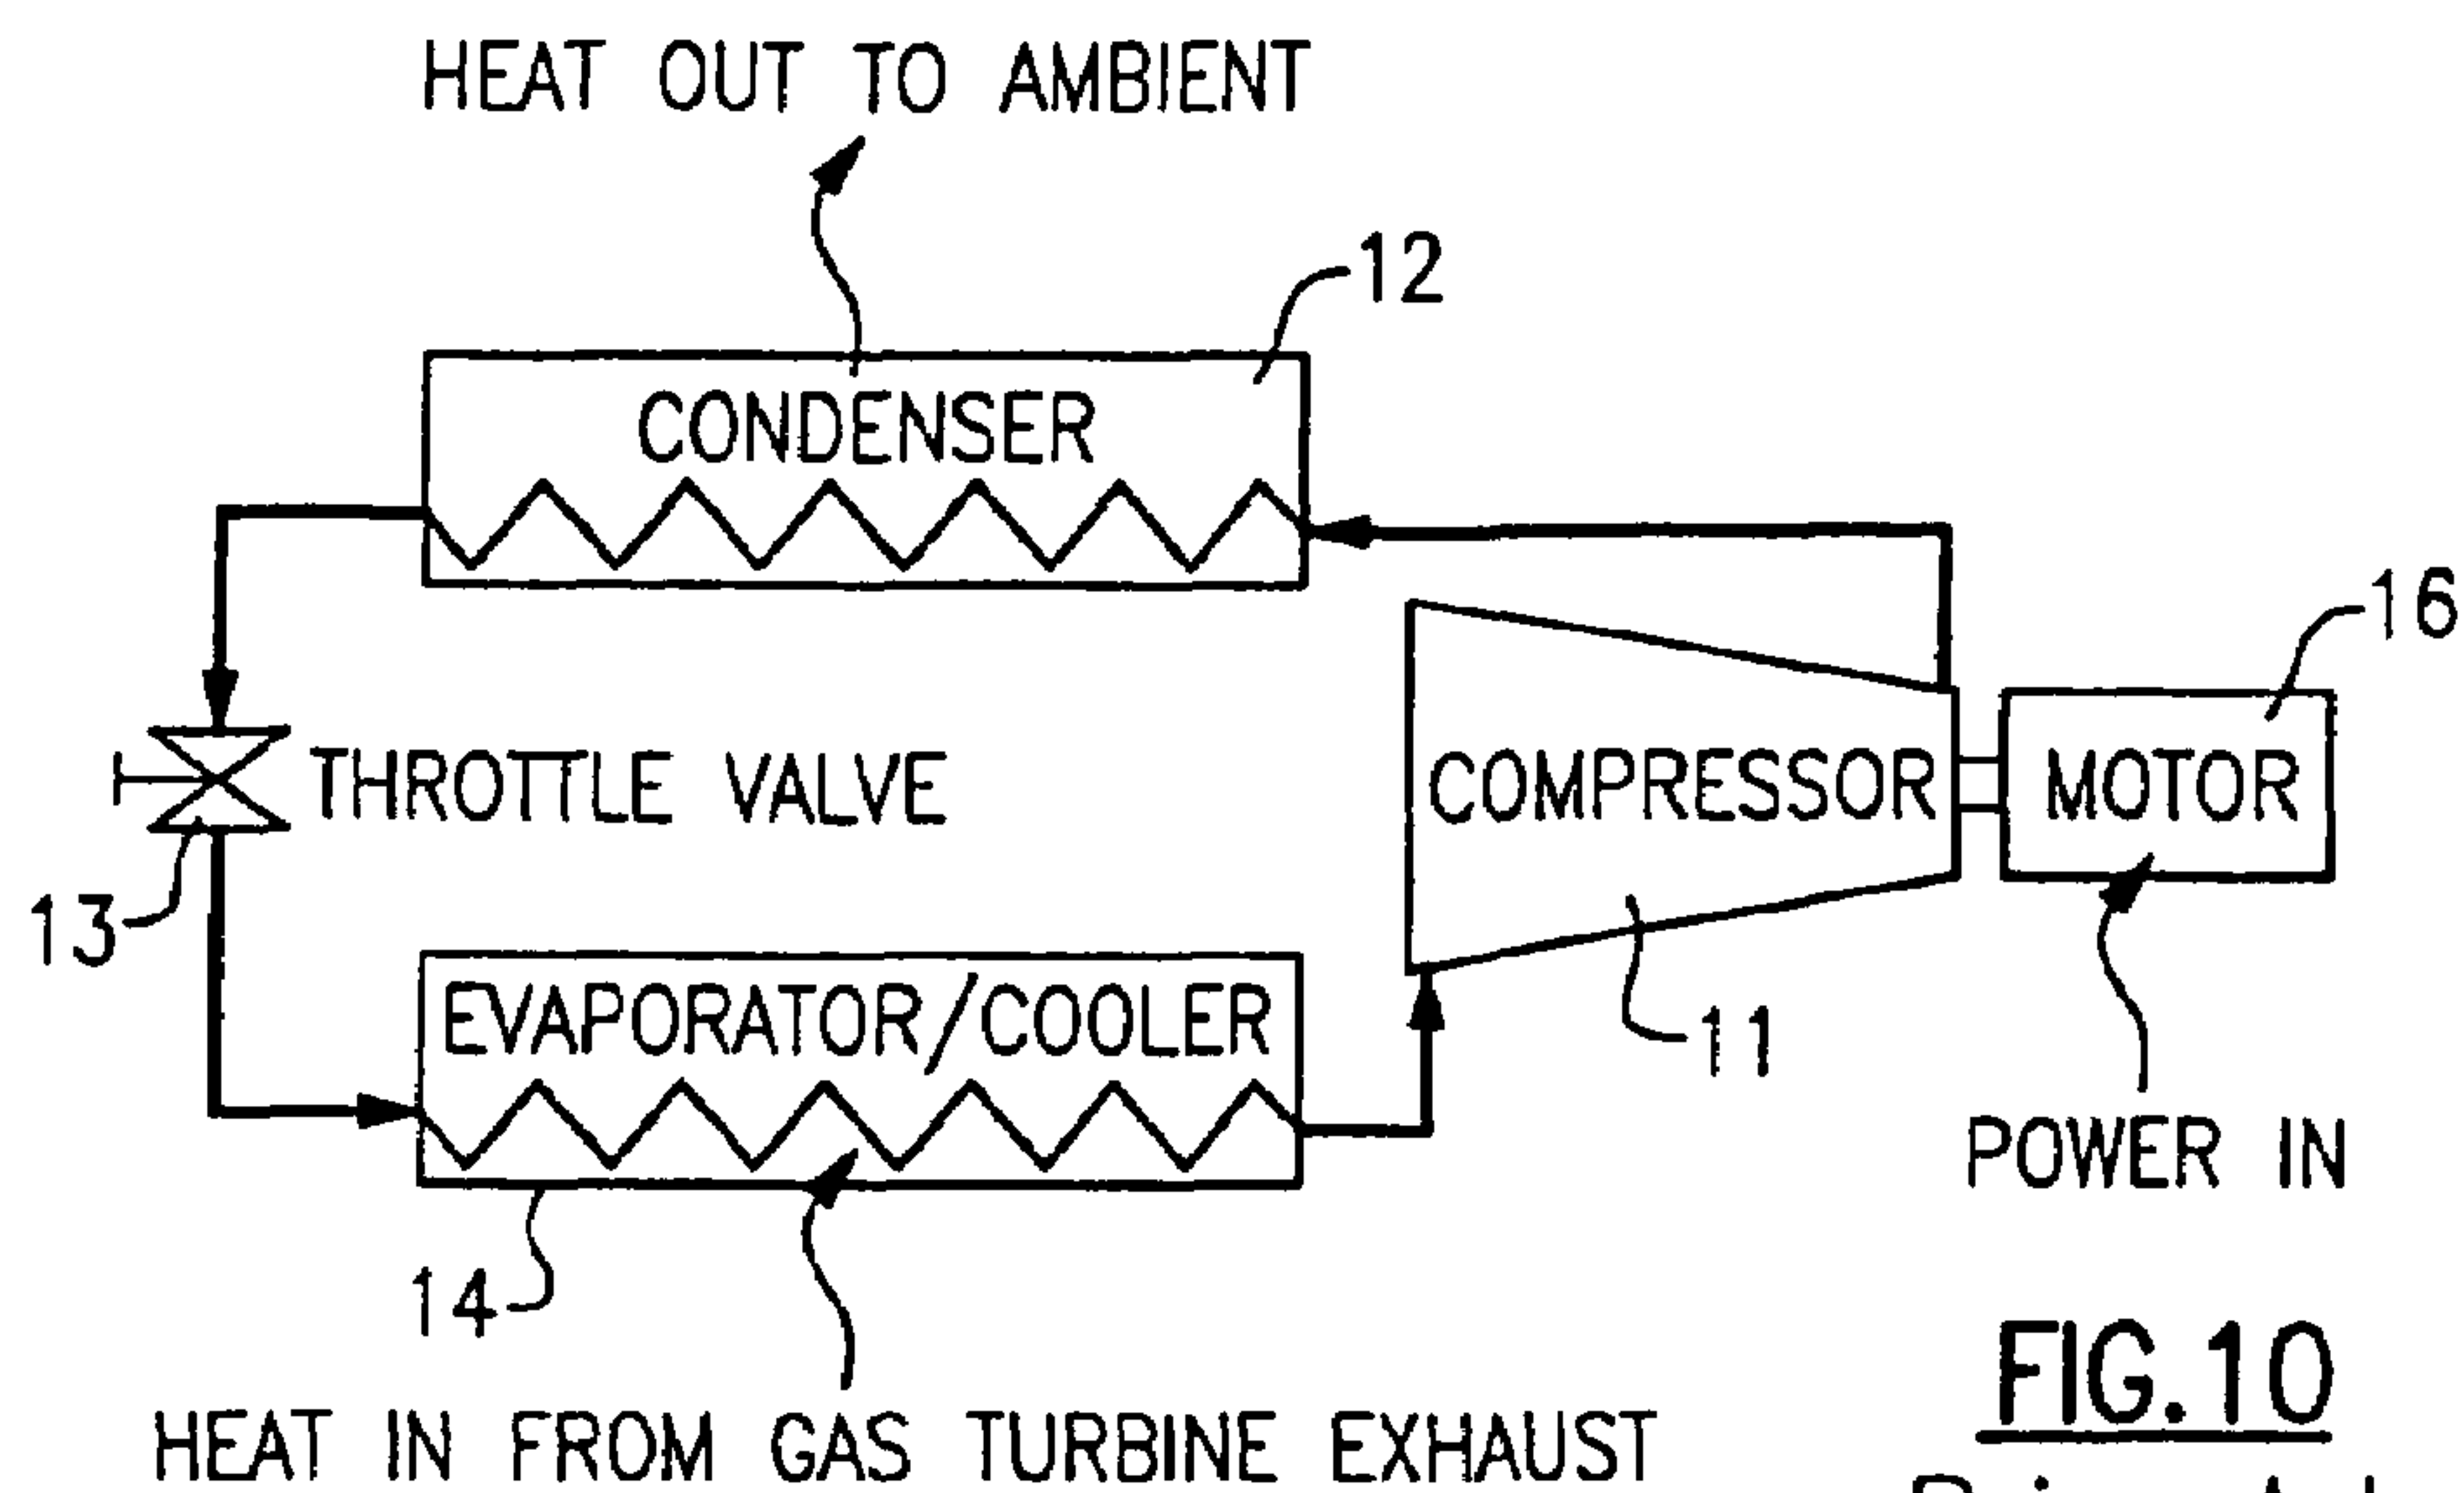 HEAT OUT TO AMBIENT
12
CONDENSER
16
THROTTLE VALVE
COMPRESSOR
MOTOR
13
EVAPORATOR/COOLER
11
POWER IN
14
FIG.10
HEAT IN FROM GAS TURBINE EXHAUST